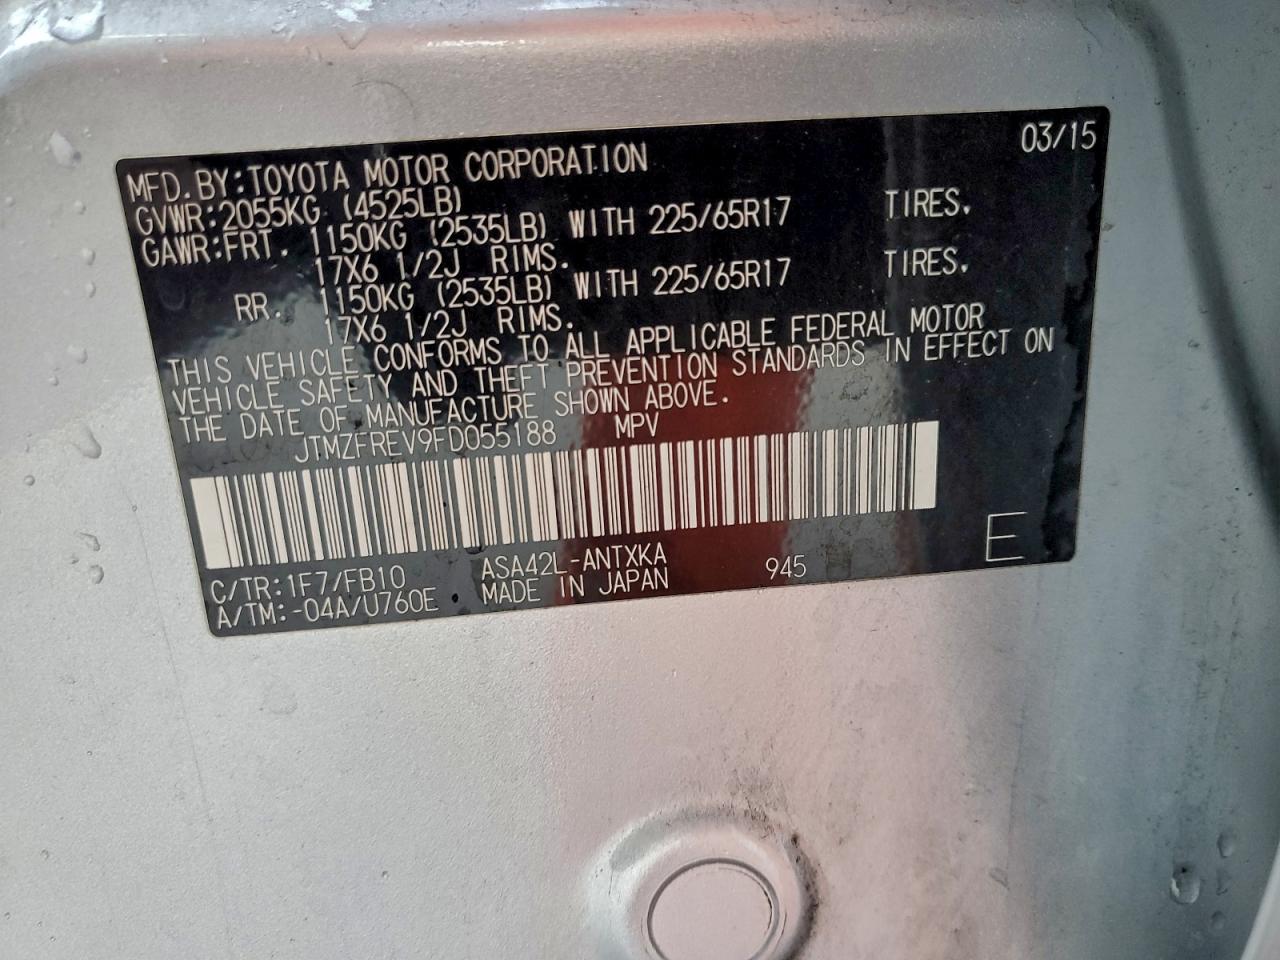 03/15
MFD. BY:TOYOTA MOTOR CORPORATION
GVWR:2055KG (4525LB)
GAWR:FRT. 1150KG (2535LB) WITH 225/65R17 TIRES.
17X6 1/2J RIMS.
RR. 1150KG (2535LB) WITH 225/65R17 TIRES.
17X6 1/2J RIMS.
THIS VEHICLE CONFORMS TO ALL APPLICABLE FEDERAL MOTOR
VEHICLE SAFETY AND THEFT PREVENTION STANDARDS IN EFFECT ON
THE DATE OF MANUFACTURE SHOWN ABOVE.
JTMZFREV9FD055188 MPV
C/TR:1F7/FB10 ASA42L-ANTXKA 945 E
A/TM:-04A/U760E . MADE IN JAPAN